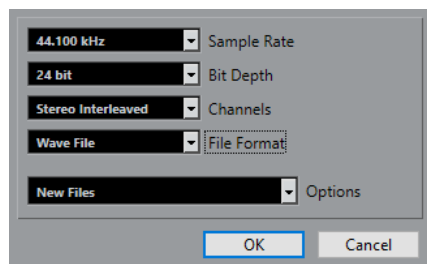 44.100 kHz Sample Rate
24 bit Bit Depth
Stereo Interleaved Channels
Wave File File Format
New Files Options
OK Cancel